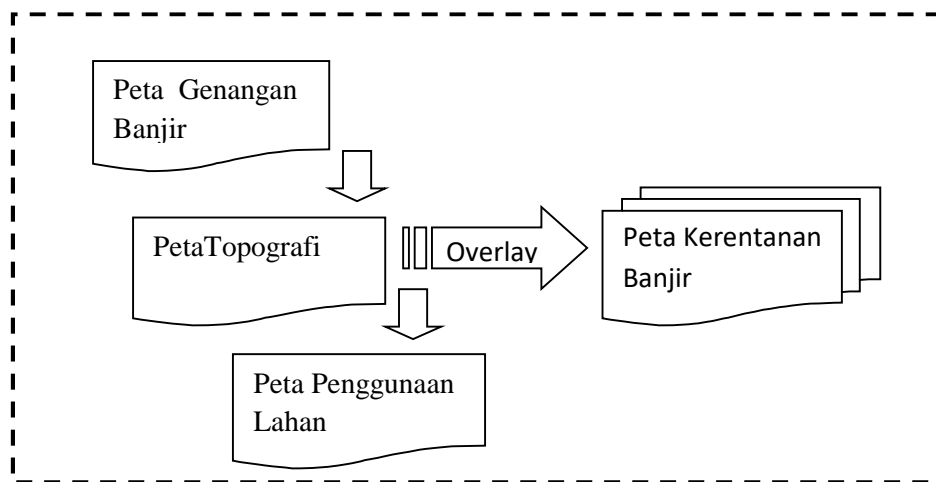 Peta Genangan
Banjir
PetaTopografi
Overlay
Peta Kerentanan
Banjir
Peta Penggunaan
Lahan